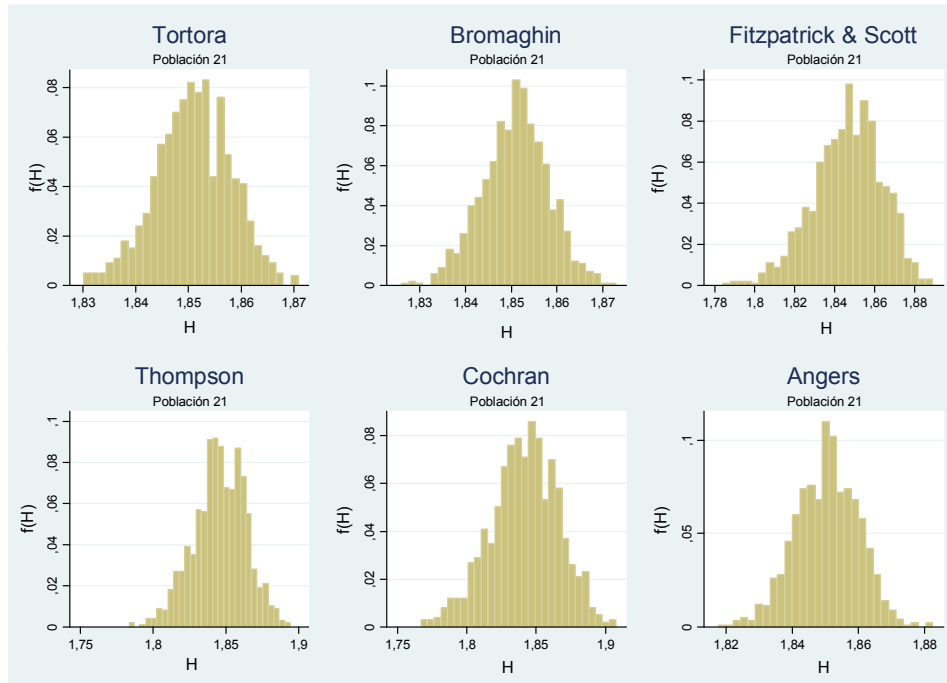 Tortora
Población 21
f(H)
,08
,06
,04
,02
0
1,83 1,84 1,85 1,86 1,87
H
Bromaghin
Población 21
f(H)
,1
,08
,06
,04
,02
0
1,83 1,84 1,85 1,86 1,87
H
Fitzpatrick & Scott
Población 21
f(H)
,1
,08
,06
,04
,02
0
1,78 1,8 1,82 1,84 1,86 1,88
H
Thompson
Población 21
f(H)
,1
,08
,06
,04
,02
0
1,75 1,8 1,85 1,9
H
Cochran
Población 21
f(H)
,08
,06
,04
,02
0
1,75 1,8 1,85 1,9
H
Angers
Población 21
f(H)
,1
,05
0
1,82 1,84 1,86 1,88
H